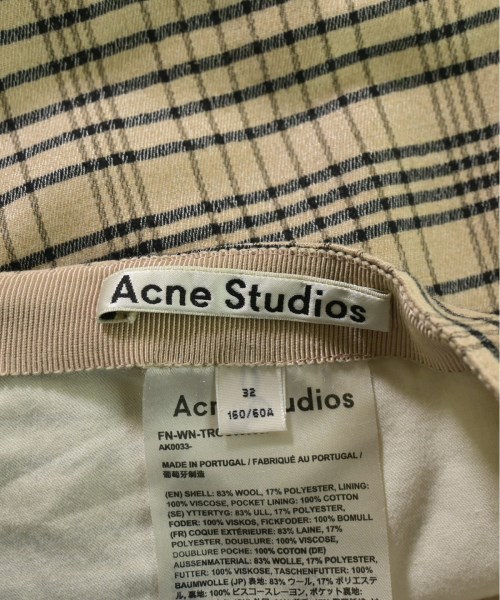 Acne Studios
32
160/60A
Acne Studios
FN-WN-TRO
AK0033-
MADE IN PORTUGAL / FABRIQUÉ AU PORTUGAL/
葡萄牙制造
(EN) SHELL: 83% WOOL, 17% POLYESTER, LINING:
100% VISCOSE, POCKET LINING: 100% COTTON
(SE) YTTERTYG: 83% ULL, 17% POLYESTER,
FODER: 100% VISKOS, FICKFODER: 100% BOMULL
(FR) COQUE EXTÉRIEURE: 83% LAINE, 17%
POLYESTER, DOUBLURE: 100% VISCOSE,
DOUBLURE POCHE: 100% COTON (DE)
AUSSENMATERIAL: 83% WOLLE, 17% POLYESTER,
FUTTER: 100% VISKOSE, TASCHENFUTTER: 100%
BAUMWOLLE (JP) 表地: 83% ウール, 17% ポリエステ
ル, 裏地: 100% ビスコースレーヨン, ポケット裏地: